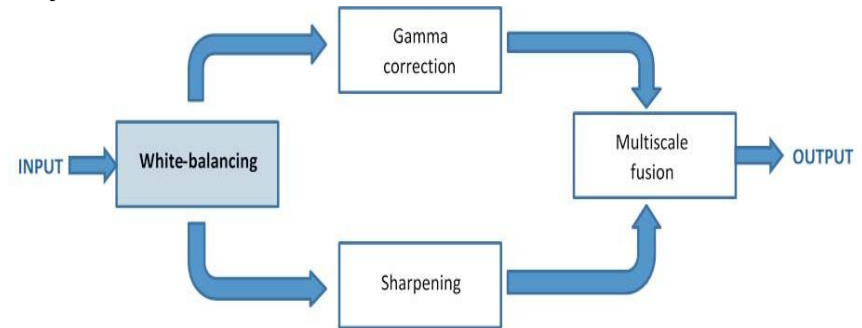 Gamma
correction
INPUT
White-balancing
Multiscale
fusion
OUTPUT
Sharpening